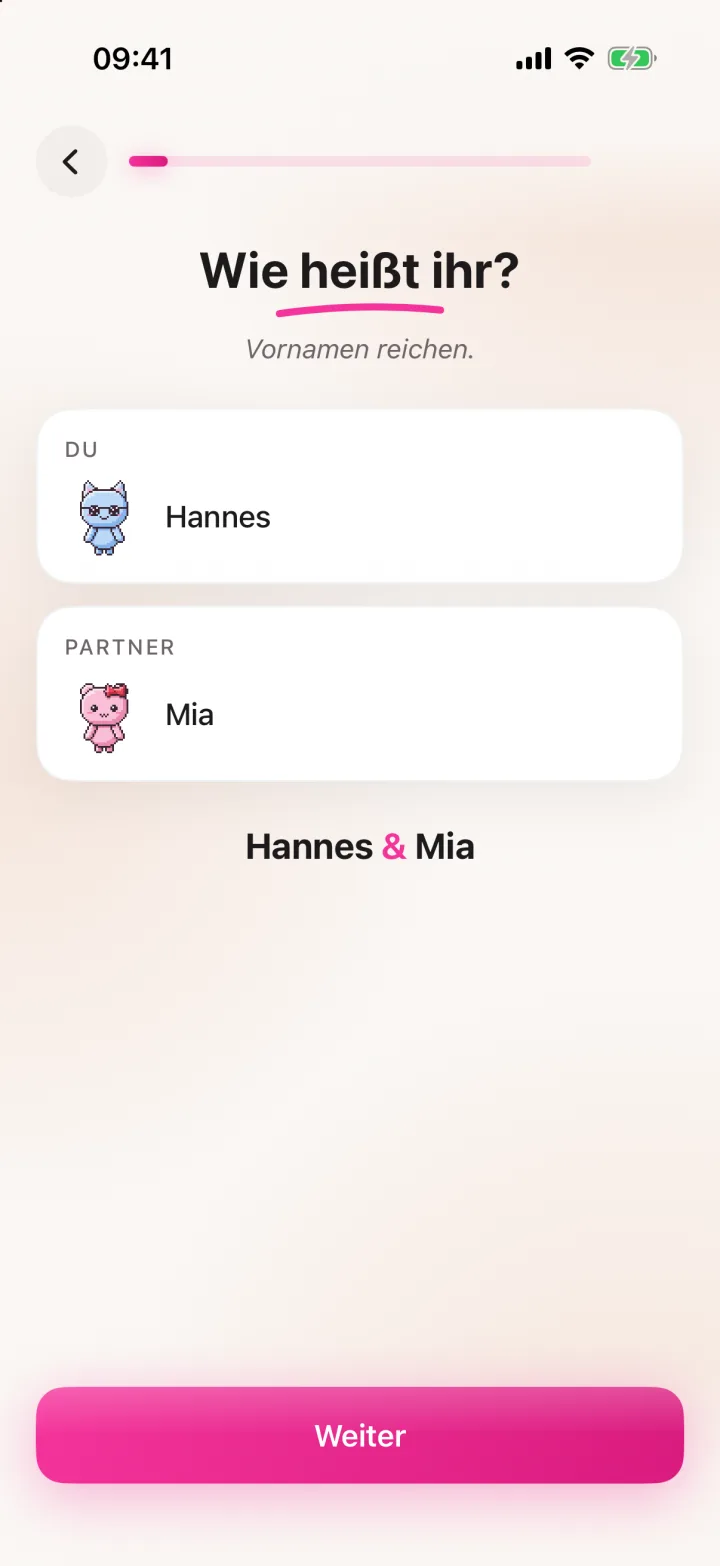 09:41
Wie heißt ihr?
Vornamen reichen.
DU
Hannes
PARTNER
Mia
Hannes & Mia
Weiter